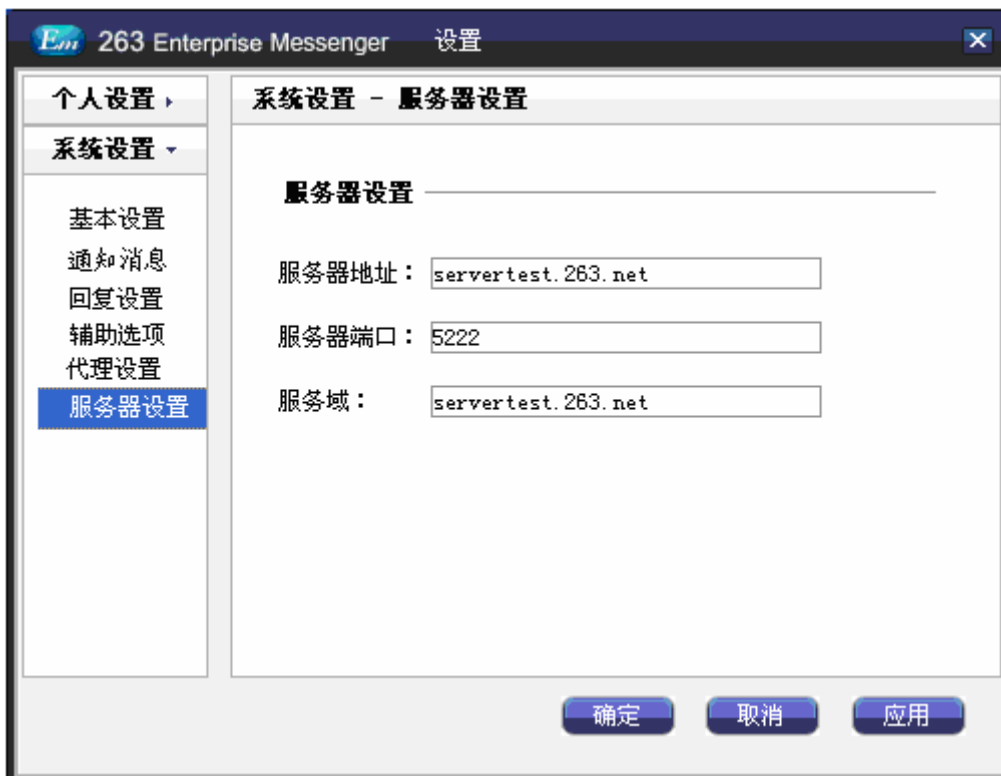 Em 263 Enterprise Messenger 设置
个人设置
系统设置 - 服务器设置
系统设置
基本设置
通知消息
回复设置
辅助选项
代理设置
服务器设置
服务器设置
服务器地址： servertest.263.net
服务器端口： 5222
服务域： servertest.263.net
确定 取消 应用